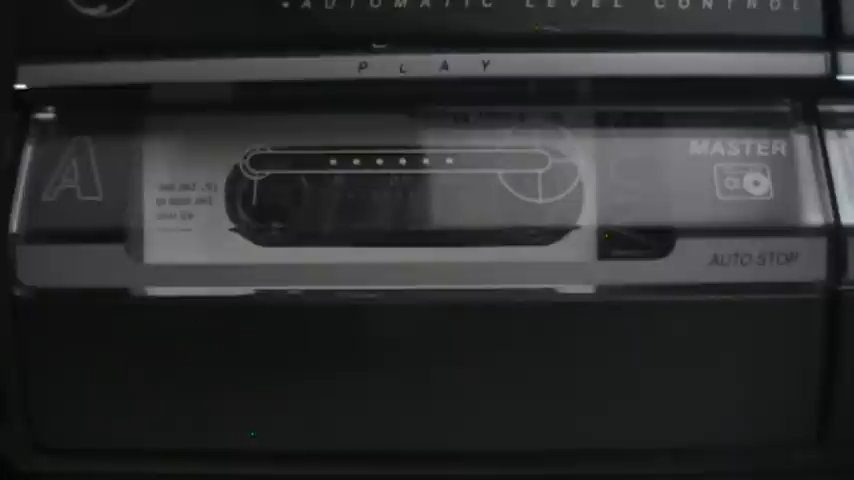 • AUTOMATIC LEVEL CONTROL
PLAY
A
MASTER
AUTO STOP